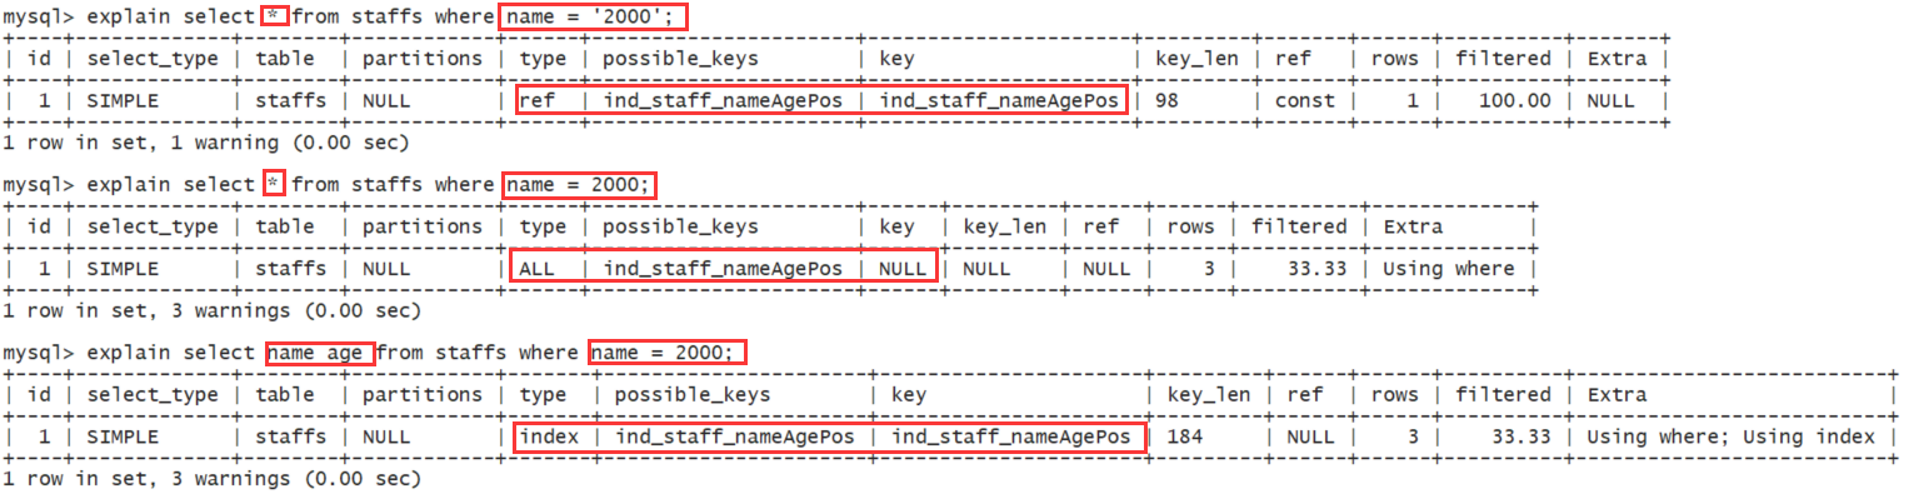 mysql> explain select * from staffs where name = '2000';
+----+-------------+--------+------------+------+-----------------------+-----------------------+---------+-------+------+----------+-------+
| id | select_type | table | partitions | type | possible_keys | key | key_len | ref | rows | filtered | Extra |
+----+-------------+--------+------------+------+-----------------------+-----------------------+---------+-------+------+----------+-------+
| 1 | SIMPLE | staffs | NULL | ref | ind_staff_nameAgePos | ind_staff_nameAgePos | 98 | const | 1 | 100.00 | NULL |
+----+-------------+--------+------------+------+-----------------------+-----------------------+---------+-------+------+----------+-------+
1 row in set, 1 warning (0.00 sec)
mysql> explain select * from staffs where name = 2000;
+----+-------------+--------+------------+------+-----------------------+------+---------+------+------+----------+-------------+
| id | select_type | table | partitions | type | possible_keys | key | key_len | ref | rows | filtered | Extra |
+----+-------------+--------+------------+------+-----------------------+------+---------+------+------+----------+-------------+
| 1 | SIMPLE | staffs | NULL | ALL | ind_staff_nameAgePos | NULL | NULL | NULL | 3 | 33.33 | Using where |
+----+-------------+--------+------------+------+-----------------------+------+---------+------+------+----------+-------------+
1 row in set, 3 warnings (0.00 sec)
mysql> explain select name age from staffs where name = 2000;
+----+-------------+--------+------------+-------+-----------------------+-----------------------+---------+------+------+----------+--------------------------+
| id | select_type | table | partitions | type | possible_keys | key | key_len | ref | rows | filtered | Extra |
+----+-------------+--------+------------+-------+-----------------------+-----------------------+---------+------+------+----------+--------------------------+
| 1 | SIMPLE | staffs | NULL | index | ind_staff_nameAgePos | ind_staff_nameAgePos | 184 | NULL | 3 | 33.33 | Using where; Using index |
+----+-------------+--------+------------+-------+-----------------------+-----------------------+---------+------+------+----------+--------------------------+
1 row in set, 3 warnings (0.00 sec)